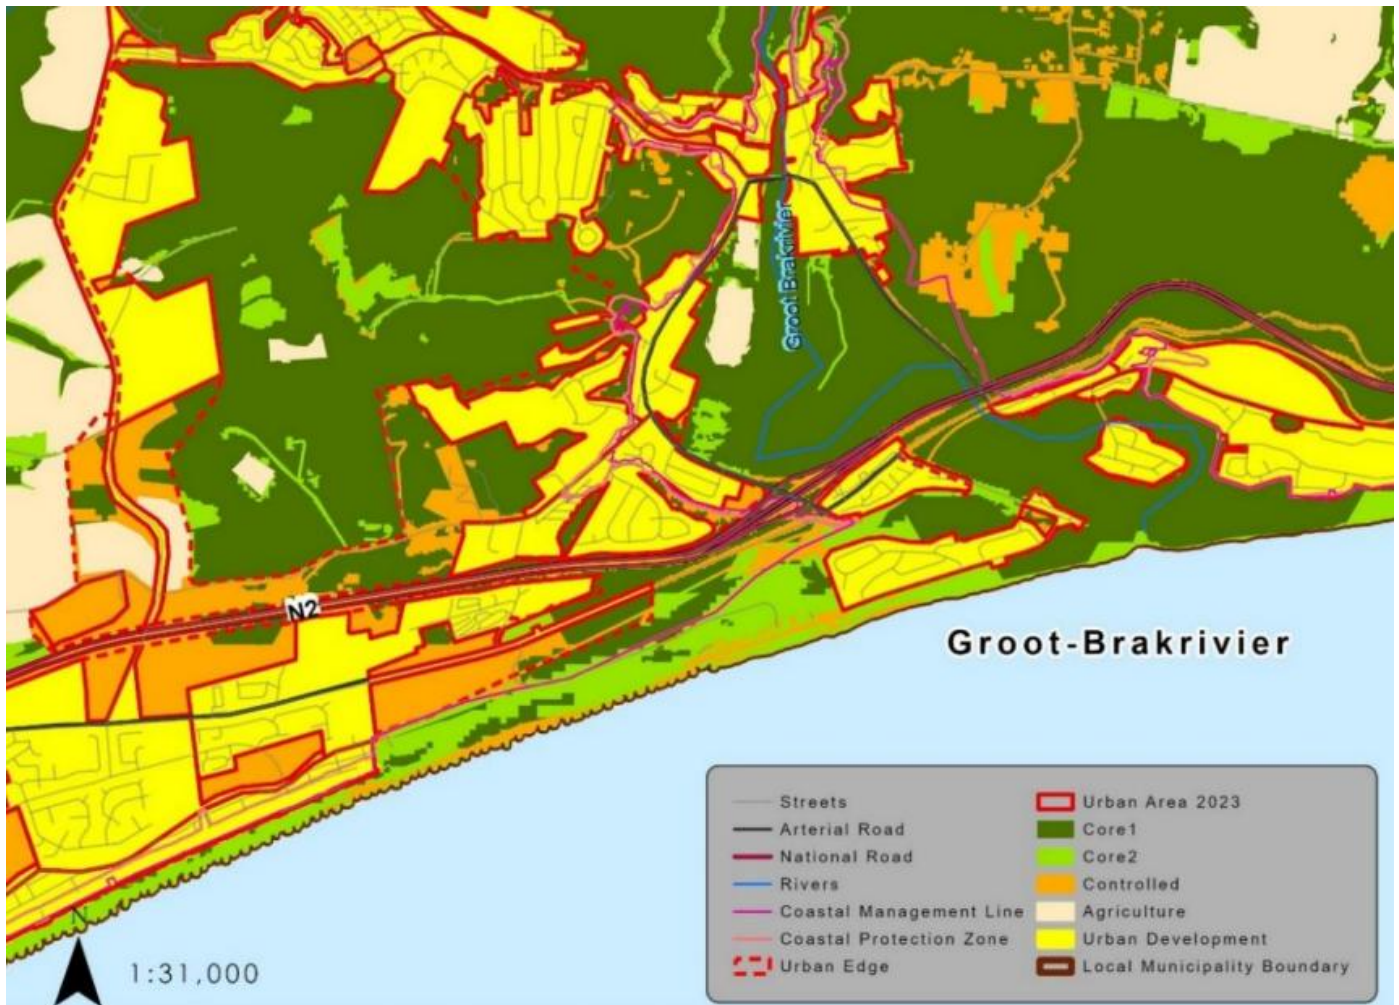 Groot Brakrivier
N2
Groot-Brakrivier
Streets
Arterial Road
National Road
Rivers
Coastal Management Line
Coastal Protection Zone
Urban Edge
Urban Area 2023
Core1
Core2
Controlled
Agriculture
Urban Development
Local Municipality Boundary
N
1:31,000